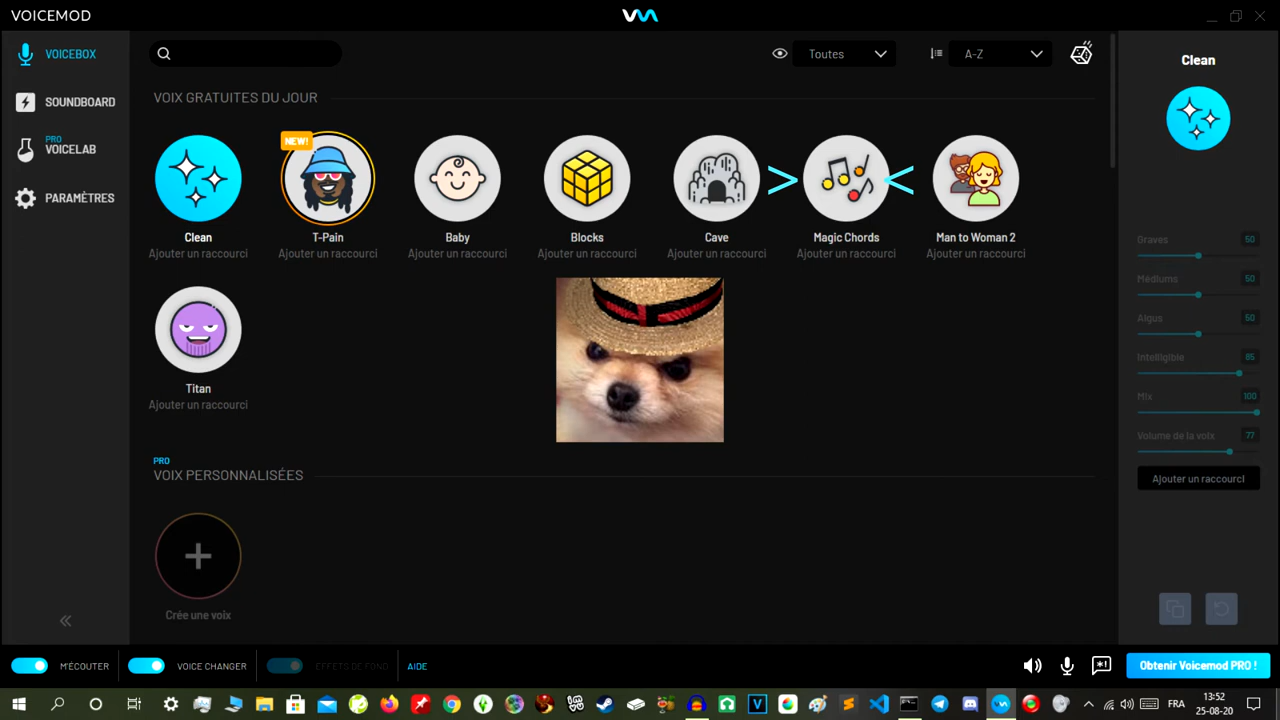 VOICEMOD
VOICEBOX
SOUNDBOARD
PRO
VOICELAB
PARAMÈTRES
Toutes
A-Z
VOIX GRATUITES DU JOUR
NEW!
Clean
Ajouter un raccourci
T-Pain
Ajouter un raccourci
Baby
Ajouter un raccourci
Blocks
Ajouter un raccourci
Cave
Ajouter un raccourci
> <
Magic Chords
Ajouter un raccourci
Man to Woman 2
Ajouter un raccourci
Titan
Ajouter un raccourci
PRO
VOIX PERSONNALISÉES
Crée une voix
Clean
Graves 50
Médiums 50
Aigus 50
Intelligible 85
Mix 100
Volume de la voix 77
Ajouter un raccourci
M'ÉCOUTER
VOICE CHANGER
EFFETS DE FOND
AIDE
Obtenir Voicemod PRO !
FRA
13:52
25-08-20